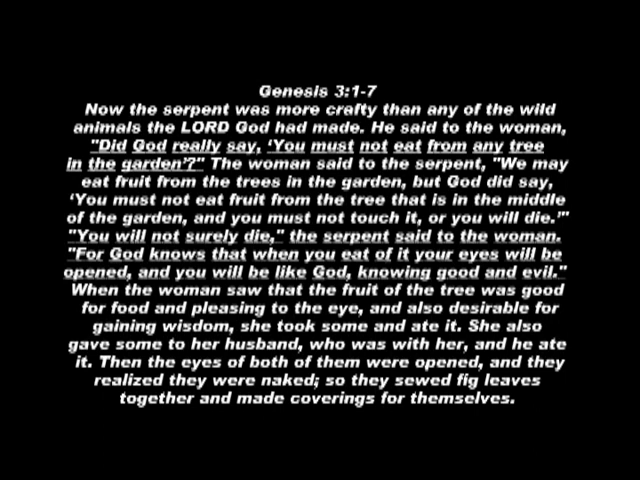 Genesis 3:1-7
Now the serpent was more crafty than any of the wild
animals the LORD God had made. He said to the woman,
"Did God really say, ‘You must not eat from any tree
in the garden’?" The woman said to the serpent, "We may
eat fruit from the trees in the garden, but God did say,
‘You must not eat fruit from the tree that is in the middle
of the garden, and you must not touch it, or you will die.’"
"You will not surely die," the serpent said to the woman.
"For God knows that when you eat of it your eyes will be
opened, and you will be like God, knowing good and evil."
When the woman saw that the fruit of the tree was good
for food and pleasing to the eye, and also desirable for
gaining wisdom, she took some and ate it. She also
gave some to her husband, who was with her, and he ate
it. Then the eyes of both of them were opened, and they
realized they were naked; so they sewed fig leaves
together and made coverings for themselves.